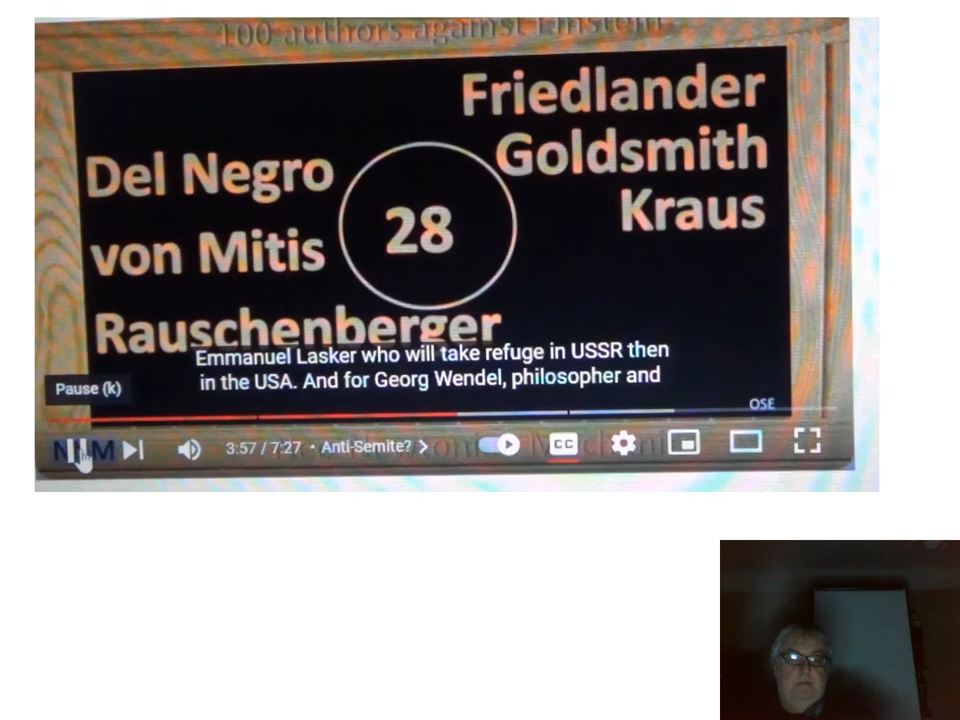 100 authors against Einstein
Friedlander
Goldsmith
Kraus
Del Negro
von Mitis
28
Rauschenberger
Emmanuel Lasker who will take refuge in USSR then
in the USA. And for Georg Wendel, philosopher and
Pause (k)
OSE
3:57 / 7:27 • Anti-Semite?
CC